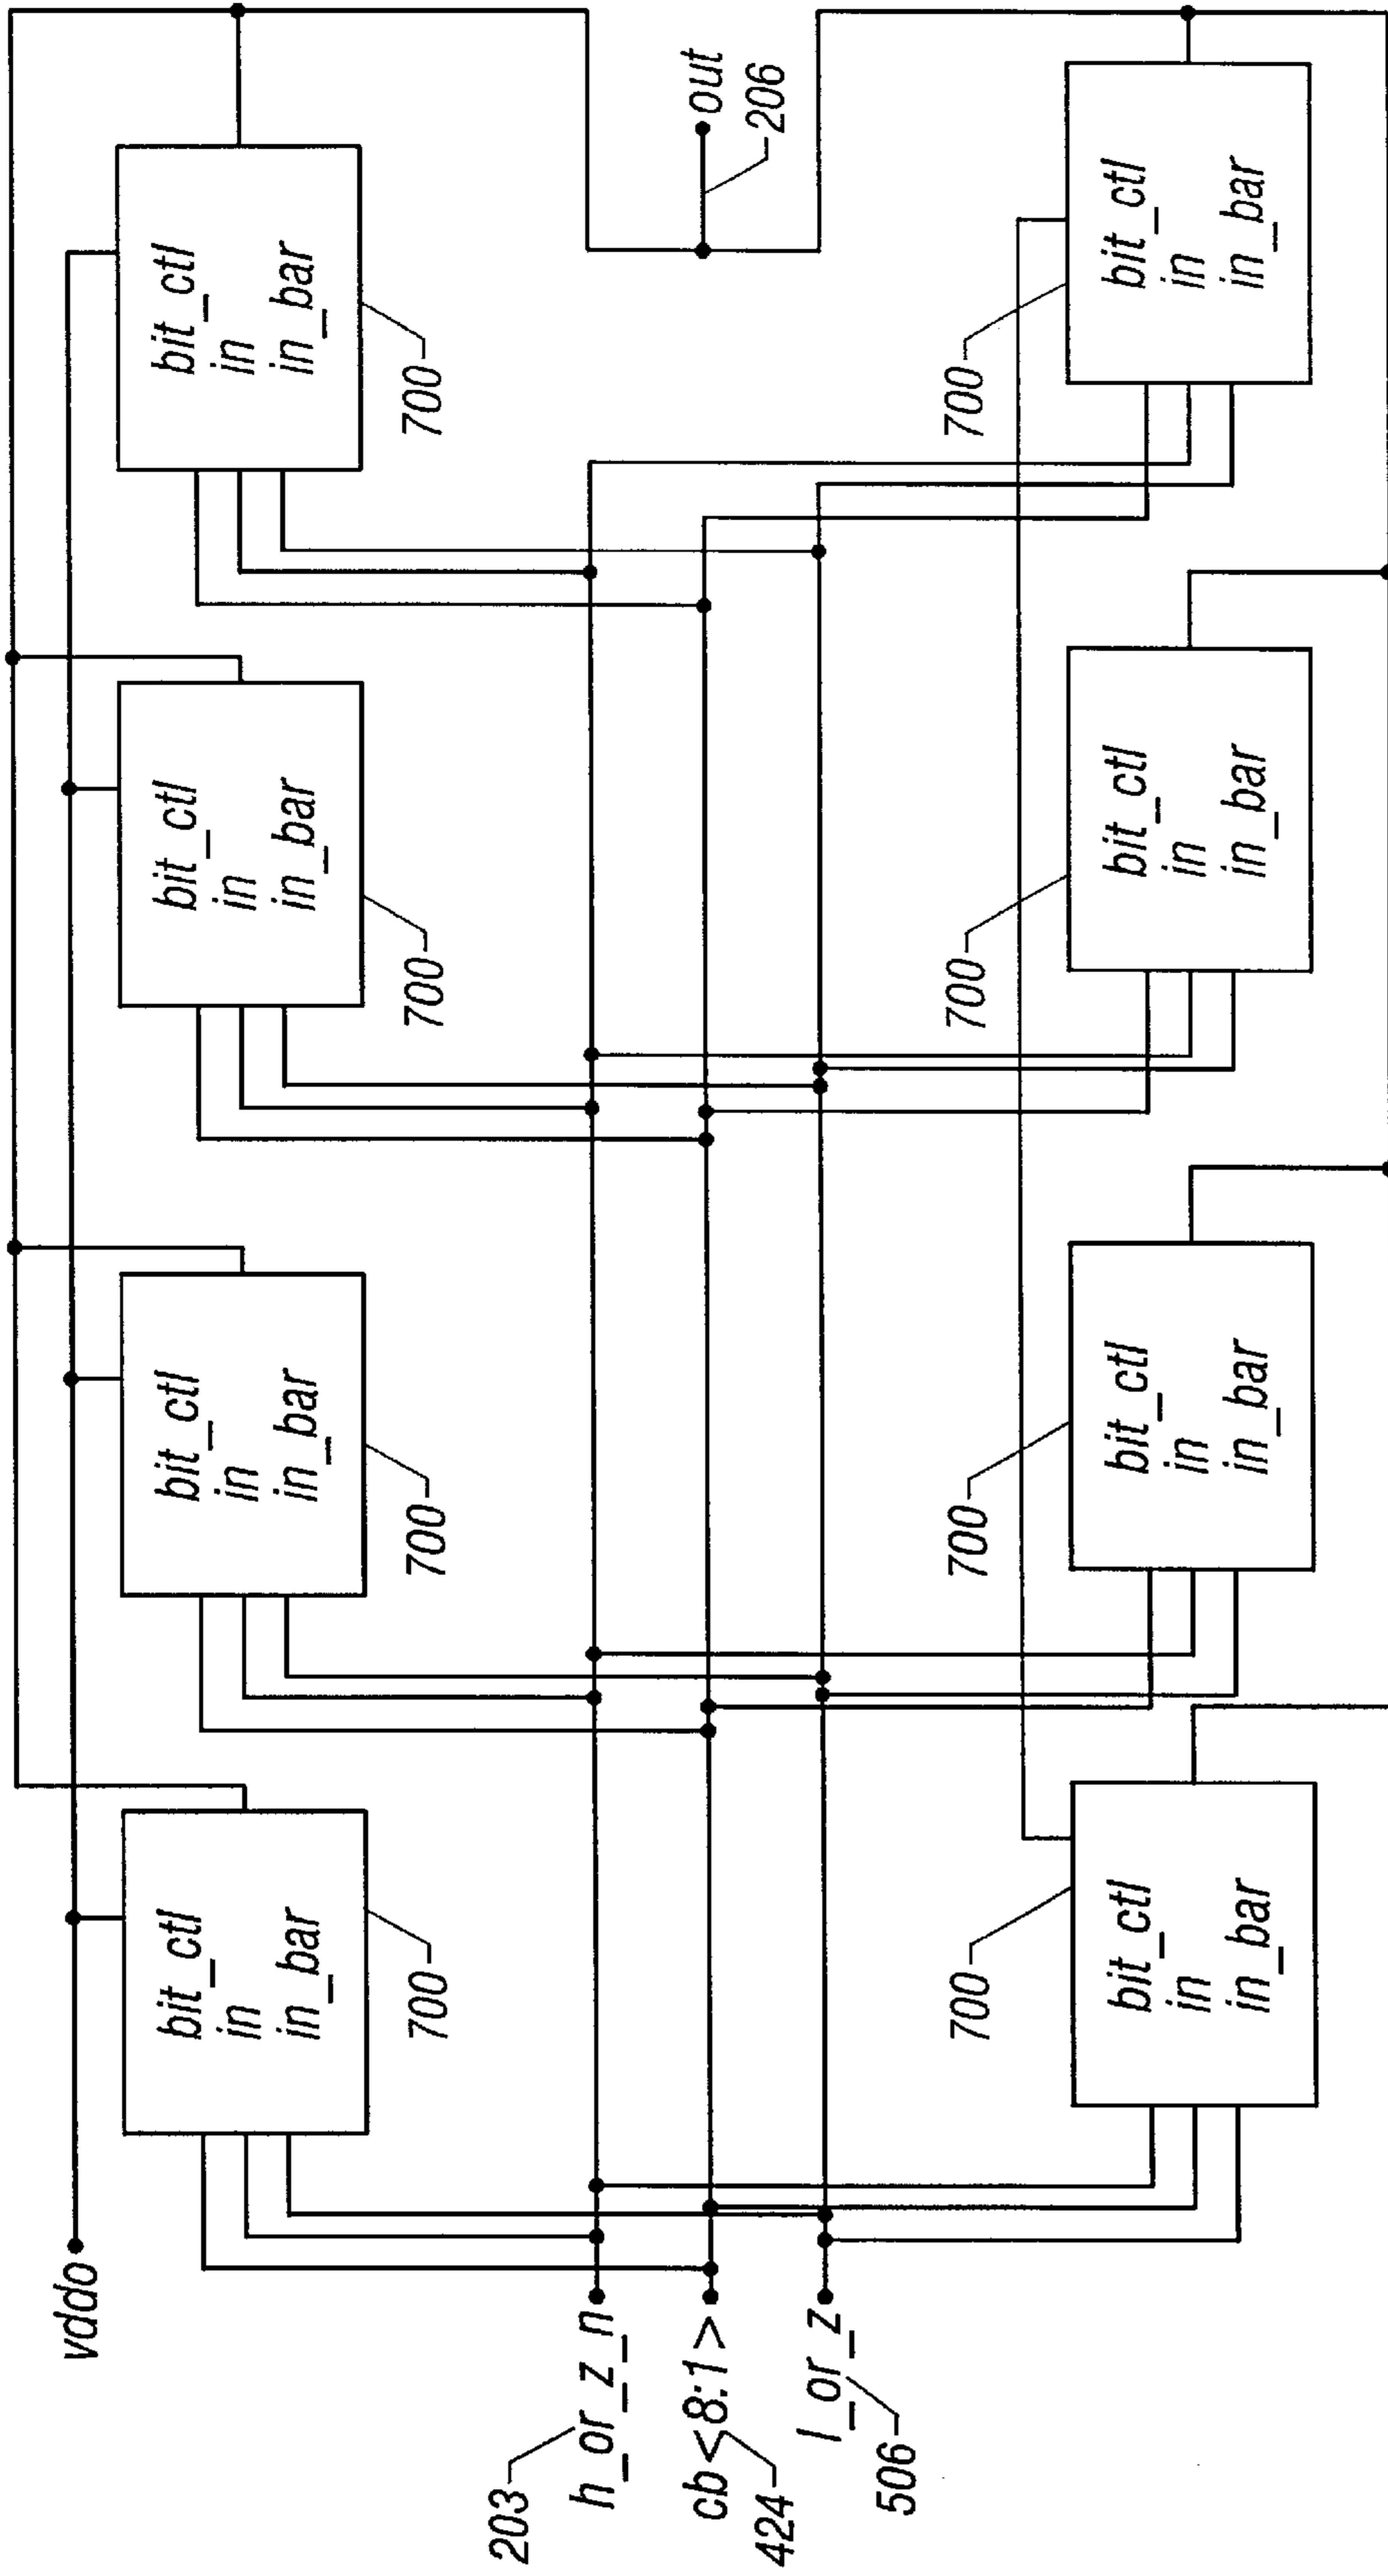 vddo
bit_ctl
in
in_bar
700
bit_ctl
in
in_bar
700
bit_ctl
in
in_bar
700
bit_ctl
in
in_bar
700
203
h_or_z_n
cb<8:1>
424
l_or_z
506
out
206
700
bit_ctl
in
in_bar
700
bit_ctl
in
in_bar
700
bit_ctl
in
in_bar
700
bit_ctl
in
in_bar